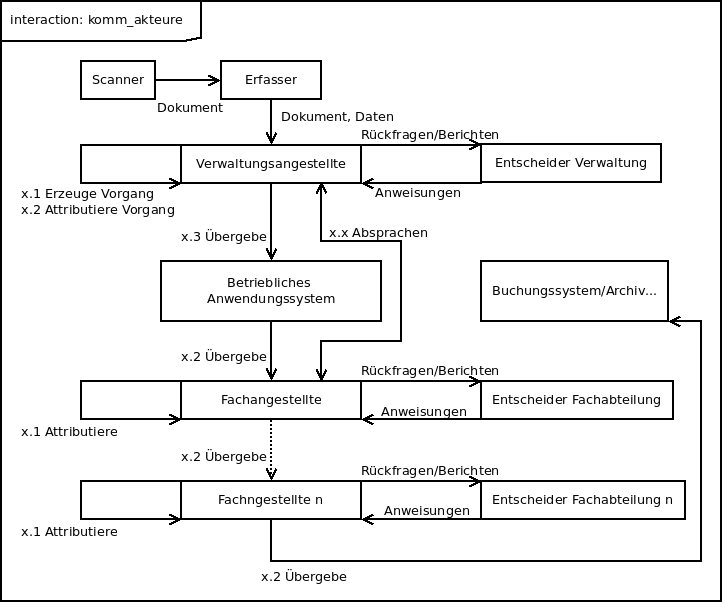 interaction: komm_akteure
Scanner
Erfasser
Dokument
Dokument, Daten
Rückfragen/Berichten
Verwaltungsangestellte
Entscheider Verwaltung
Anweisungen
x.1 Erzeuge Vorgang
x.2 Attributiere Vorgang
x.3 Übergebe
x.x Absprachen
Betriebliches
Anwendungssystem
Buchungssystem/Archiv...
x.2 Übergebe
Rückfragen/Berichten
Fachangestellte
Entscheider Fachabteilung
Anweisungen
x.1 Attributiere
x.2 Übergebe
Rückfragen/Berichten
Fachngestellte n
Entscheider Fachabteilung n
Anweisungen
x.1 Attributiere
x.2 Übergebe